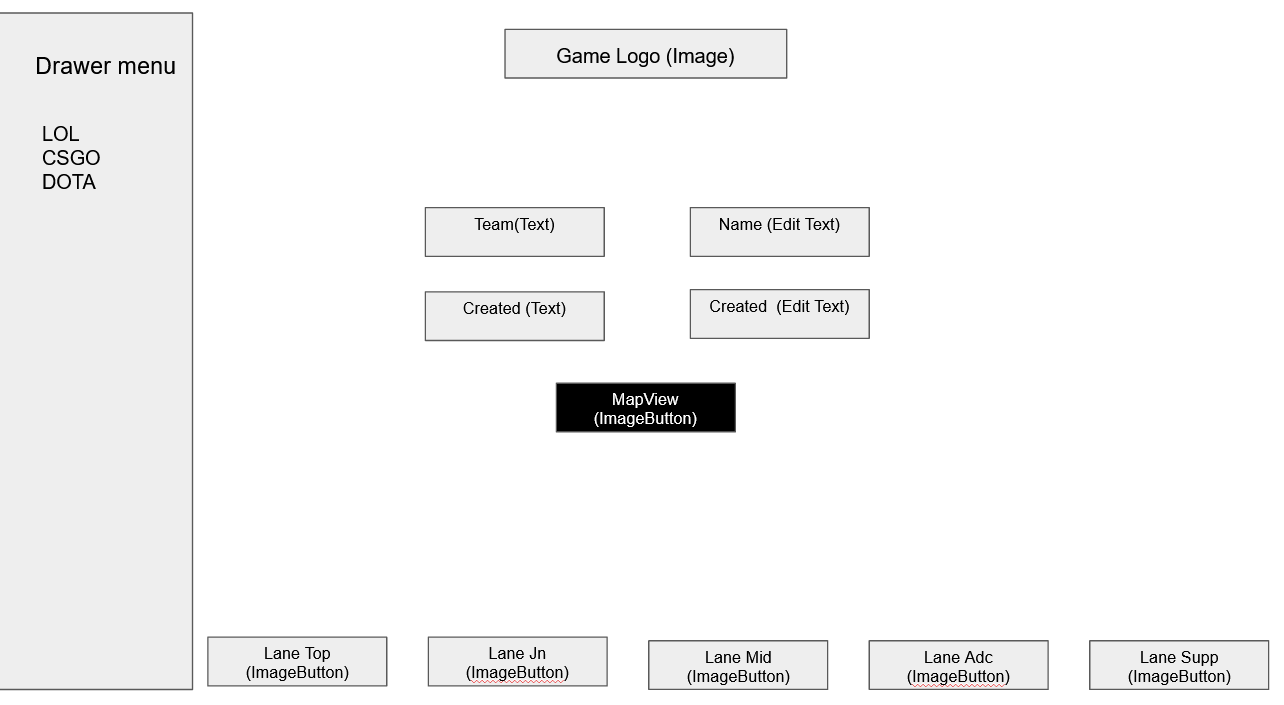 Drawer menu
LOL
CSGO
DOTA
Game Logo (Image)
Team(Text)
Name (Edit Text)
Created (Text)
Created  (Edit Text)
MapView
(ImageButton)
Lane Top
(ImageButton)
Lane Jn
(ImageButton)
Lane Mid
(ImageButton)
Lane Adc
(ImageButton)
Lane Supp
(ImageButton)